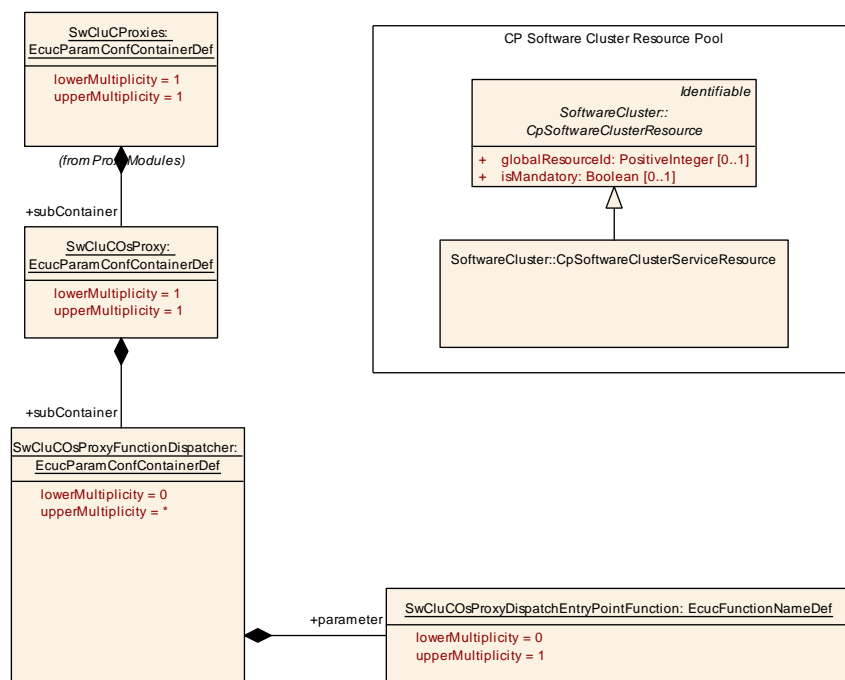 SwCluCProxies:
EcucParamConfContainerDef
lowerMultiplicity = 1
upperMultiplicity = 1
+subContainer
SwCluCOsProxy:
EcucParamConfContainerDef
lowerMultiplicity = 1
upperMultiplicity = 1
+subContainer
SwCluCOsProxyFunctionDispatcher:
EcucParamConfContainerDef
lowerMultiplicity = 0
upperMultiplicity = *
+parameter
SwCluCOsProxyDispatchEntryPointFunction: EcucFunctionNameDef
lowerMultiplicity = 0
upperMultiplicity = 1
CP Software Cluster Resource Pool
Identifiable
SoftwareCluster::
CpSoftwareClusterResource
+ globalResourceId: PositiveInteger [0..1]
+ isMandatory: Boolean [0..1]
SoftwareCluster::CpSoftwareClusterServiceResource